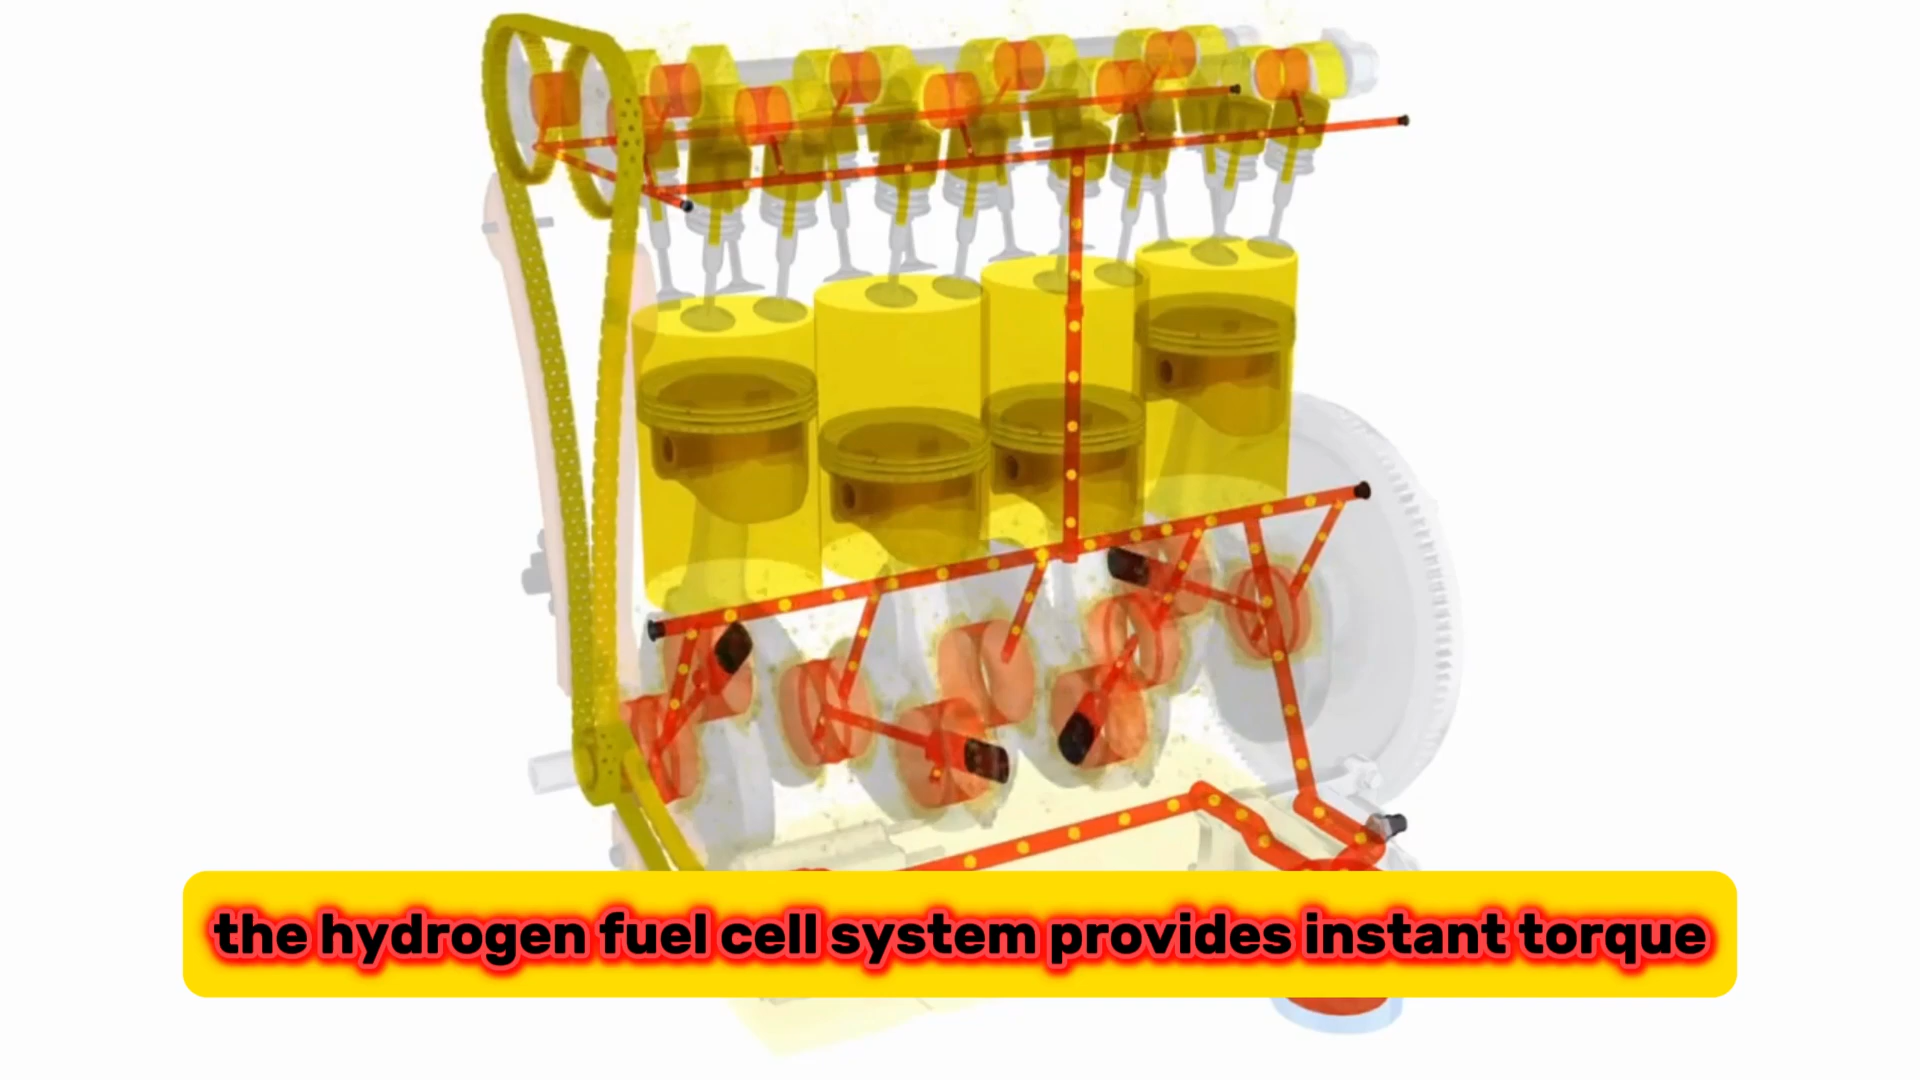 the hydrogen fuel cell system provides instant torque